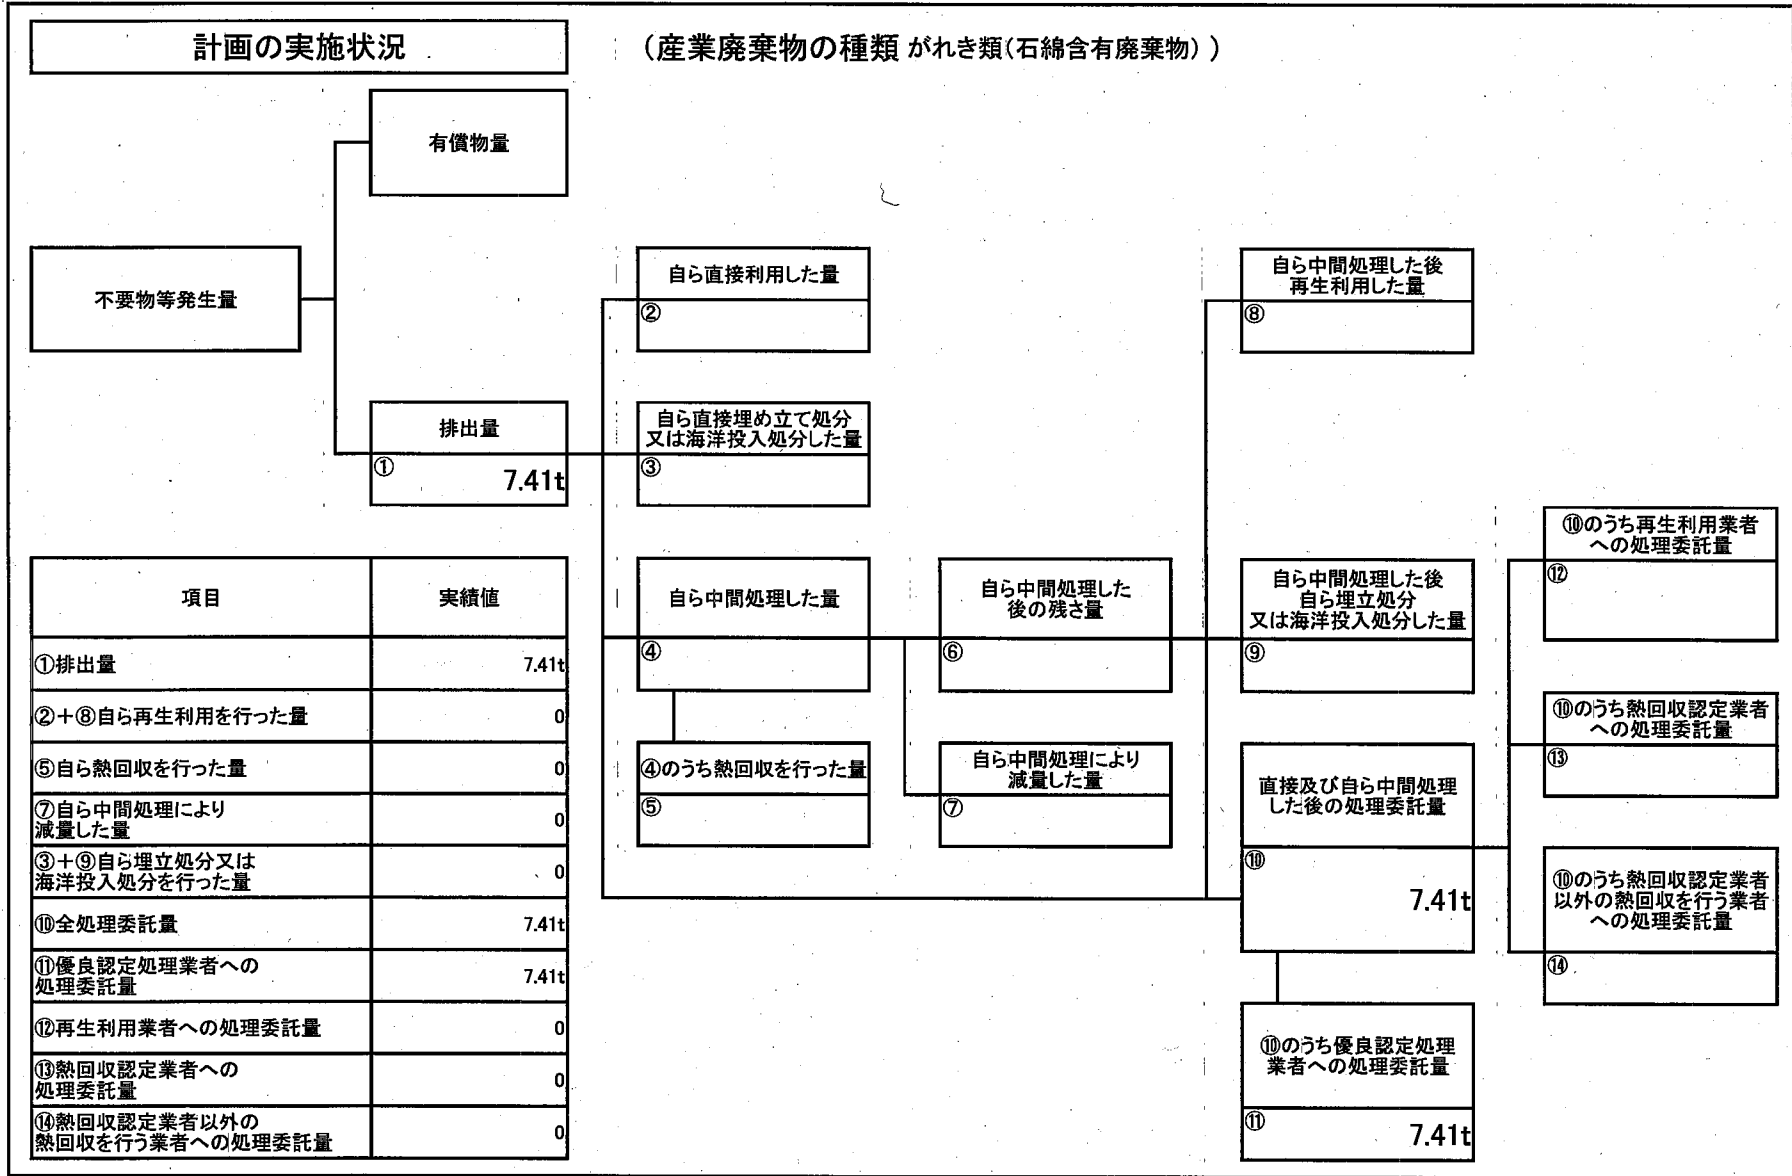 計画の実施状況
（産業廃棄物の種類 がれき類（石綿含有廃棄物））
有償物量
不要物等発生量
排出量
①
7.41t
自ら直接利用した量
②
自ら直接埋め立て処分
又は海洋投入処分した量
③
自ら中間処理した量
④
④のうち熱回収を行った量
⑤
自ら中間処理した
後の残さ量
⑥
自ら中間処理により
減量した量
⑦
自ら中間処理した後
再生利用した量
⑧
自ら中間処理した後
自ら埋立処分
又は海洋投入処分した量
⑨
直接及び自ら中間処理
した後の処理委託量
⑩
7.41t
⑩のうち優良認定処理
業者への処理委託量
⑪
7.41t
⑩のうち再生利用業者
への処理委託量
⑫
⑩のうち熱回収認定業者
への処理委託量
⑬
⑩のうち熱回収認定業者
以外の熱回収を行う業者
への処理委託量
⑭
項目 実績値
①排出量 7.41t
②＋⑧自ら再生利用を行った量 0
⑤自ら熱回収を行った量 0
⑦自ら中間処理により
減量した量 0
③＋⑨自ら埋立処分又は
海洋投入処分を行った量 0
⑩全処理委託量 7.41t
⑪優良認定処理業者への
処理委託量 7.41t
⑫再生利用業者への処理委託量 0
⑬熱回収認定業者への
処理委託量 0
⑭熱回収認定業者以外の
熱回収を行う業者への処理委託量 0